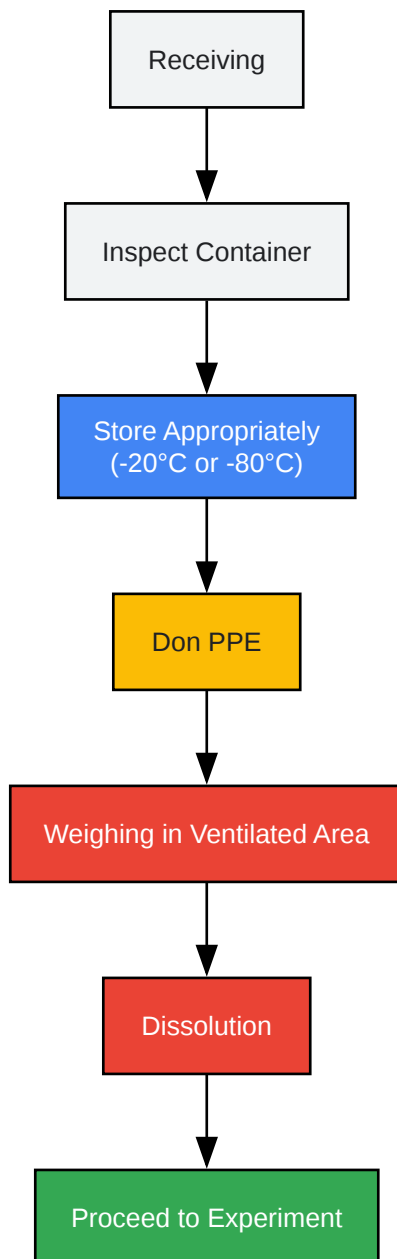 Receiving
Inspect Container
Store Appropriately
(-20°C or -80°C)
Don PPE
Weighing in Ventilated Area
Dissolution
Proceed to Experiment